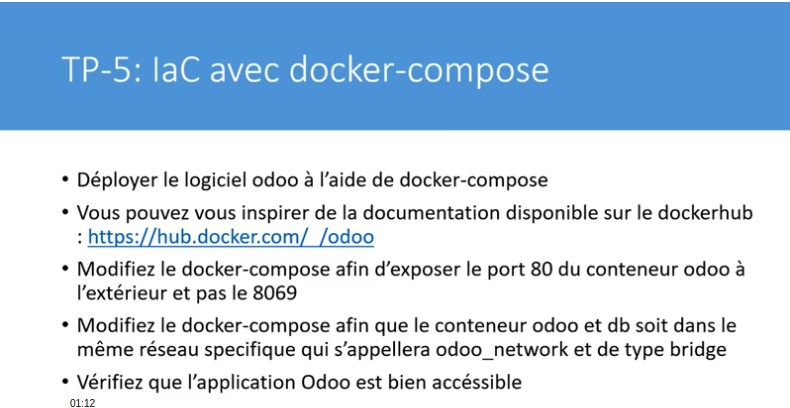 TP-5: IaC avec docker-compose
• Déployer le logiciel odoo à l'aide de docker-compose
• Vous pouvez vous inspirer de la documentation disponible sur le dockerhub
: https://hub.docker.com/_/odoo
• Modifiez le docker-compose afin d'exposer le port 80 du conteneur odoo à
l'extérieur et pas le 8069
• Modifiez le docker-compose afin que le conteneur odoo et db soit dans le
même réseau specifique qui s'appellera odoo_network et de type bridge
• Vérifiez que l'application Odoo est bien accéssible
01:12